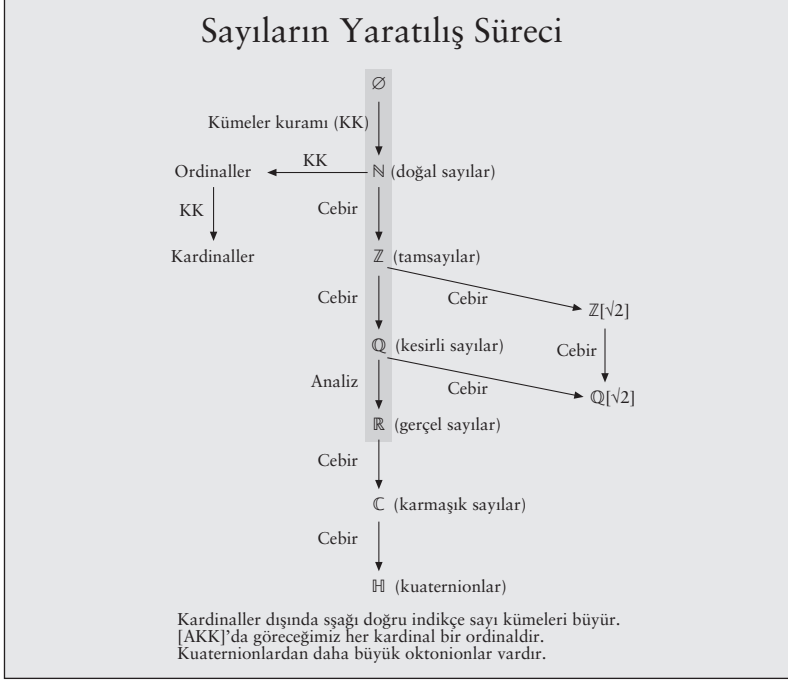 Sayıların Yaratılış Süreci
∅
Kümeler kuramı (KK)
Ordinaller
KK
ℕ (doğal sayılar)
KK
Cebir
Kardinaller
ℤ (tamsayılar)
Cebir
Cebir
ℤ[√2]
ℚ (kesirli sayılar)
Cebir
Analiz
Cebir
ℚ[√2]
ℝ (gerçel sayılar)
Cebir
ℂ (karmaşık sayılar)
Cebir
ℍ (kuaternionlar)
Kardinaller dışında sşağı doğru indikçe sayı kümeleri büyür.
[AKK]’da göreceğimiz her kardinal bir ordinaldir.
Kuaternionlardan daha büyük oktonionlar vardır.